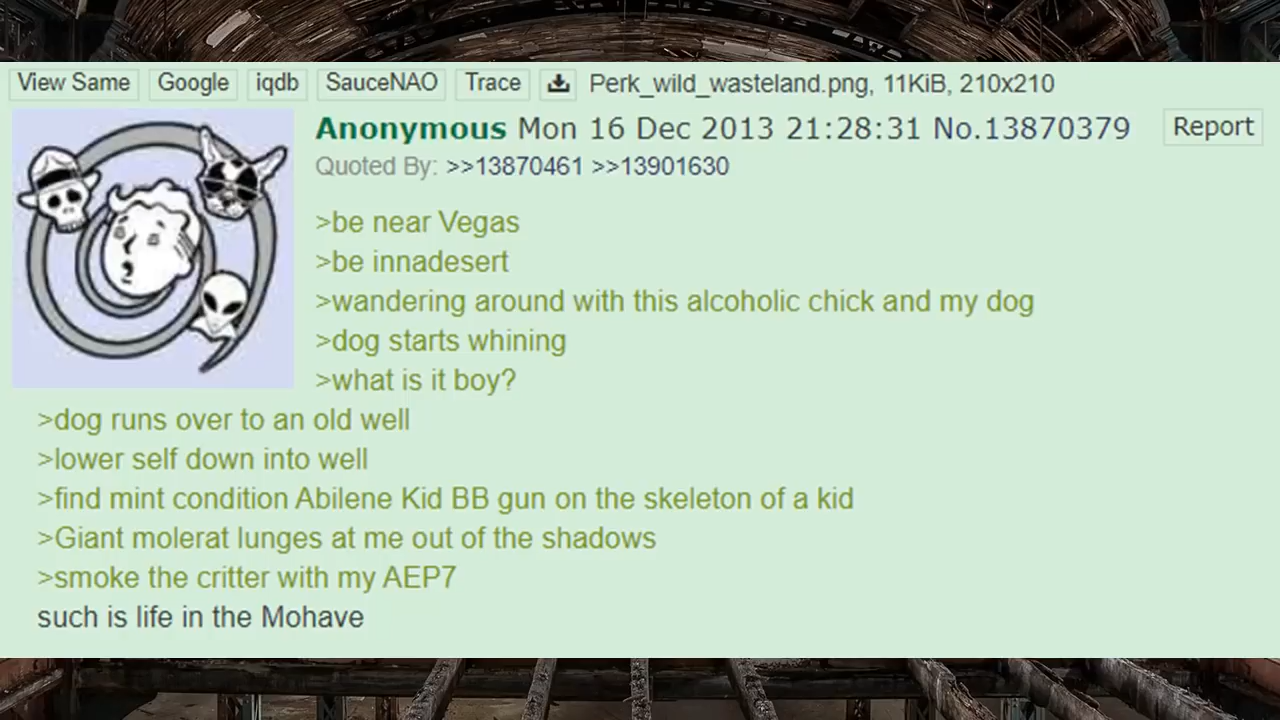 View Same Google iqdb SauceNAO Trace Perk_wild_wasteland.png, 11KiB, 210x210
Anonymous Mon 16 Dec 2013 21:28:31 No.13870379 Report
Quoted By: >>13870461 >>13901630
>be near Vegas
>be innadesert
>wandering around with this alcoholic chick and my dog
>dog starts whining
>what is it boy?
>dog runs over to an old well
>lower self down into well
>find mint condition Abilene Kid BB gun on the skeleton of a kid
>Giant molerat lunges at me out of the shadows
>smoke the critter with my AEP7
such is life in the Mohave